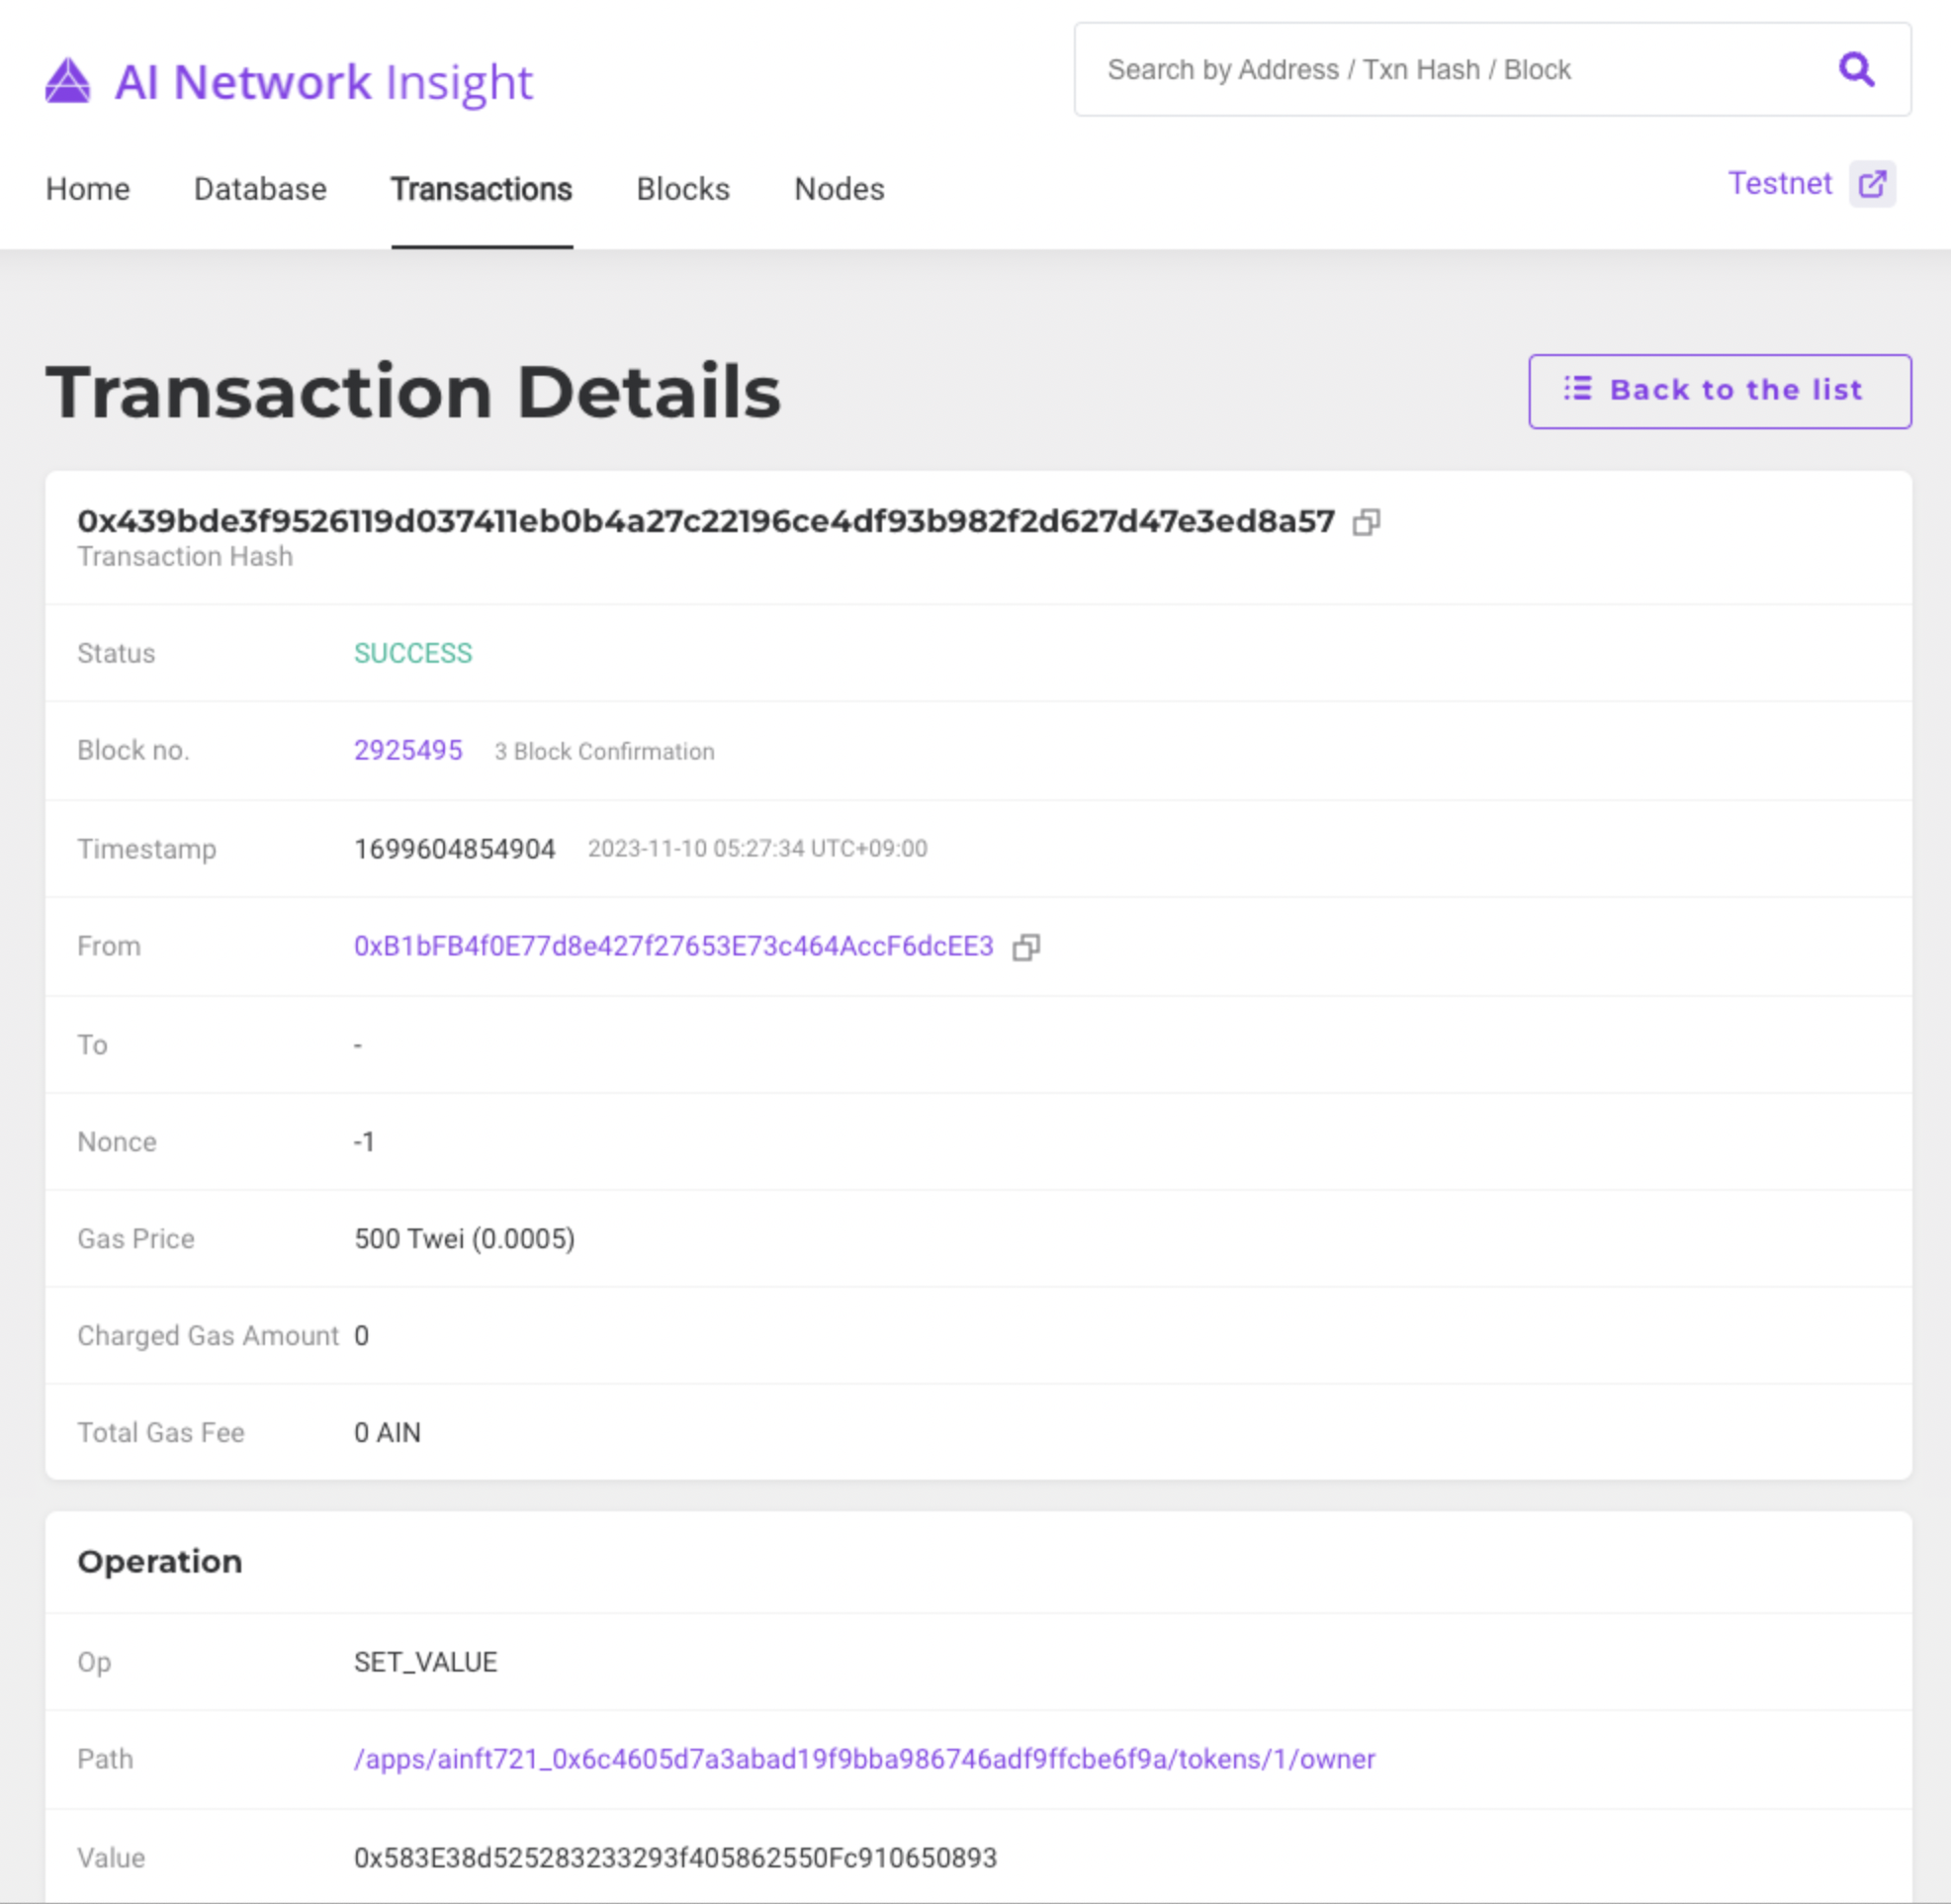 AI Network Insight
Search by Address / Txn Hash / Block
Home Database Transactions Blocks Nodes
Testnet
Transaction Details
Back to the list
0x439bde3f9526119d037411eb0b4a27c22196ce4df93b982f2d627d47e3ed8a57
Transaction Hash
Status SUCCESS
Block no. 2925495 3 Block Confirmation
Timestamp 1699604854904 2023-11-10 05:27:34 UTC+09:00
From 0xB1bFB4f0E77d8e427f27653E73c464AccF6dcEE3
To -
Nonce -1
Gas Price 500 Twei (0.0005)
Charged Gas Amount 0
Total Gas Fee 0 AIN
Operation
Op SET_VALUE
Path /apps/ainft721_0x6c4605d7a3abad19f9bba986746adf9ffcbe6f9a/tokens/1/owner
Value 0x583E38d525283233293f405862550Fc910650893